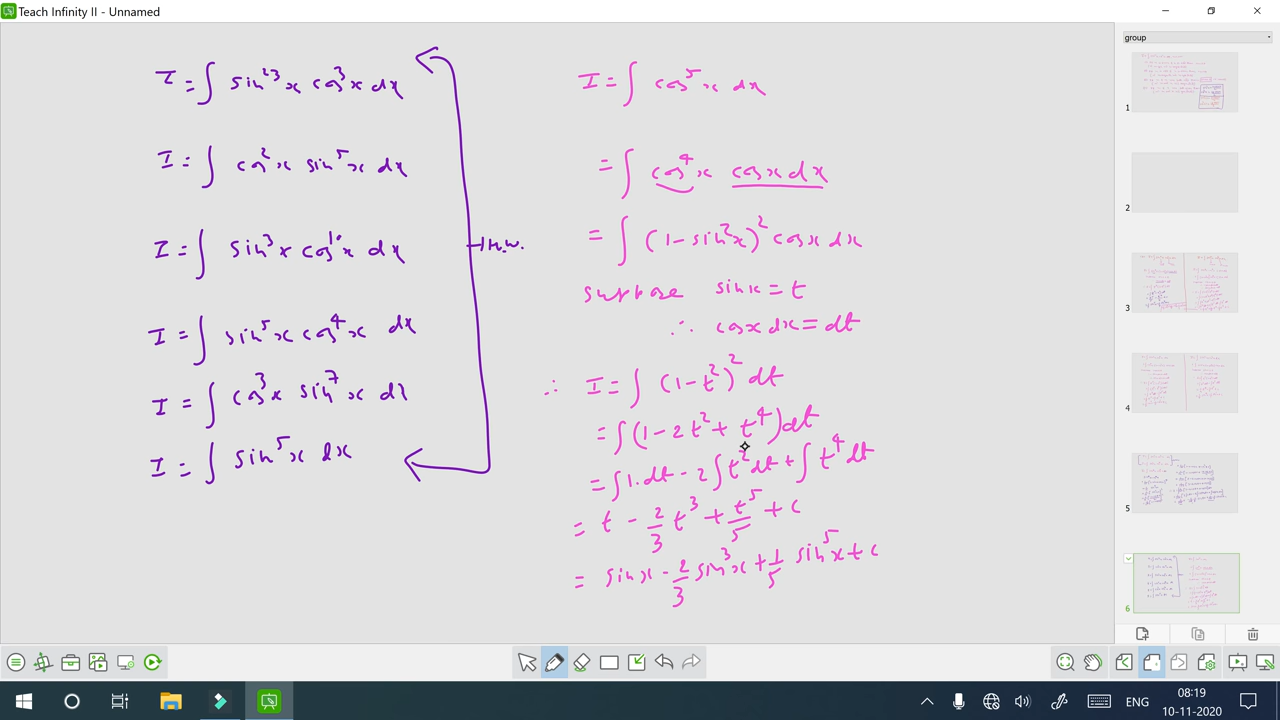 Teach Infinity II - Unnamed
I = ∫ sin²³x cos³x dx
I = ∫ cos²x sin⁵x dx
I = ∫ sin³x cos¹⁰x dx
I = ∫ sin⁵x cos⁴x dx
I = ∫ cos³x sin⁷x dx
I = ∫ sin⁵x dx
H.W.
I = ∫ cos⁵x dx
= ∫ cos⁴x cosx dx
= ∫ (1 - sin²x)² cosx dx
suppose sinx = t
∴ cosx dx = dt
∴ I = ∫ (1 - t²)² dt
= ∫ (1 - 2t² + t⁴) dt
= ∫ 1.dt - 2 ∫ t² dt + ∫ t⁴ dt
= t - 2/3 t³ + t⁵/5 + c
= sinx - 2/3 sin³x + 1/5 sin⁵x + c
group
1
2
3
4
5
6
ENG
08:19
10-11-2020